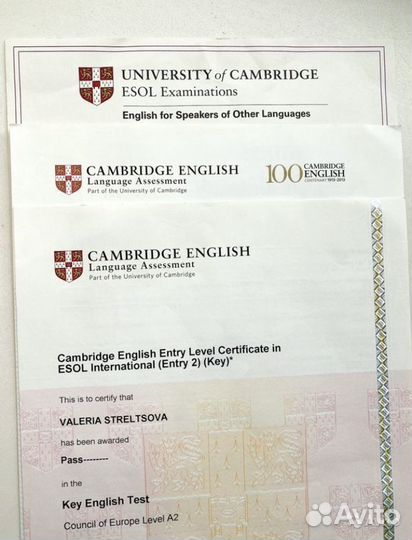 UNIVERSITY of CAMBRIDGE
ESOL Examinations
English for Speakers of Other Languages
CAMBRIDGE ENGLISH
Language Assessment
Part of the University of Cambridge
100 CAMBRIDGE
ENGLISH
CENTENARY 1913-2013
CAMBRIDGE ENGLISH
Language Assessment
Part of the University of Cambridge
Cambridge English Entry Level Certificate in
ESOL International (Entry 2) (Key)*
This is to certify that
VALERIA STRELTSOVA
has been awarded
Pass--------
in the
Key English Test
Council of Europe Level A2
Avito